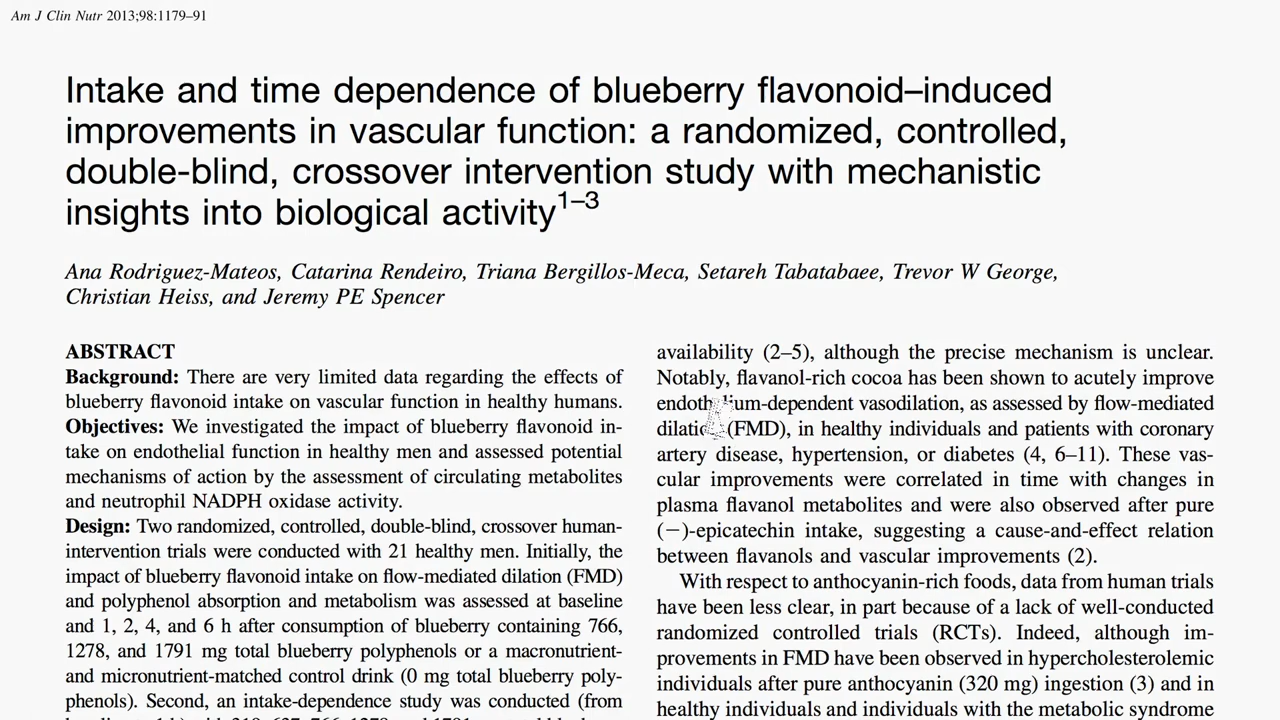 Am J Clin Nutr 2013;98:1179–91
Intake and time dependence of blueberry flavonoid–induced
improvements in vascular function: a randomized, controlled,
double-blind, crossover intervention study with mechanistic
insights into biological activity1–3
Ana Rodriguez-Mateos, Catarina Rendeiro, Triana Bergillos-Meca, Setareh Tabatabaee, Trevor W George,
Christian Heiss, and Jeremy PE Spencer
ABSTRACT
Background: There are very limited data regarding the effects of
blueberry flavonoid intake on vascular function in healthy humans.
Objectives: We investigated the impact of blueberry flavonoid in-
take on endothelial function in healthy men and assessed potential
mechanisms of action by the assessment of circulating metabolites
and neutrophil NADPH oxidase activity.
Design: Two randomized, controlled, double-blind, crossover human-
intervention trials were conducted with 21 healthy men. Initially, the
impact of blueberry flavonoid intake on flow-mediated dilation (FMD)
and polyphenol absorption and metabolism was assessed at baseline
and 1, 2, 4, and 6 h after consumption of blueberry containing 766,
1278, and 1791 mg total blueberry polyphenols or a macronutrient-
and micronutrient-matched control drink (0 mg total blueberry poly-
phenols). Second, an intake-dependence study was conducted (from
availability (2–5), although the precise mechanism is unclear.
Notably, flavanol-rich cocoa has been shown to acutely improve
endothelium-dependent vasodilation, as assessed by flow-mediated
dilation (FMD), in healthy individuals and patients with coronary
artery disease, hypertension, or diabetes (4, 6–11). These vas-
cular improvements were correlated in time with changes in
plasma flavanol metabolites and were also observed after pure
(−)-epicatechin intake, suggesting a cause-and-effect relation
between flavanols and vascular improvements (2).
With respect to anthocyanin-rich foods, data from human trials
have been less clear, in part because of a lack of well-conducted
randomized controlled trials (RCTs). Indeed, although im-
provements in FMD have been observed in hypercholesterolemic
individuals after pure anthocyanin (320 mg) ingestion (3) and in
healthy individuals and individuals with the metabolic syndrome